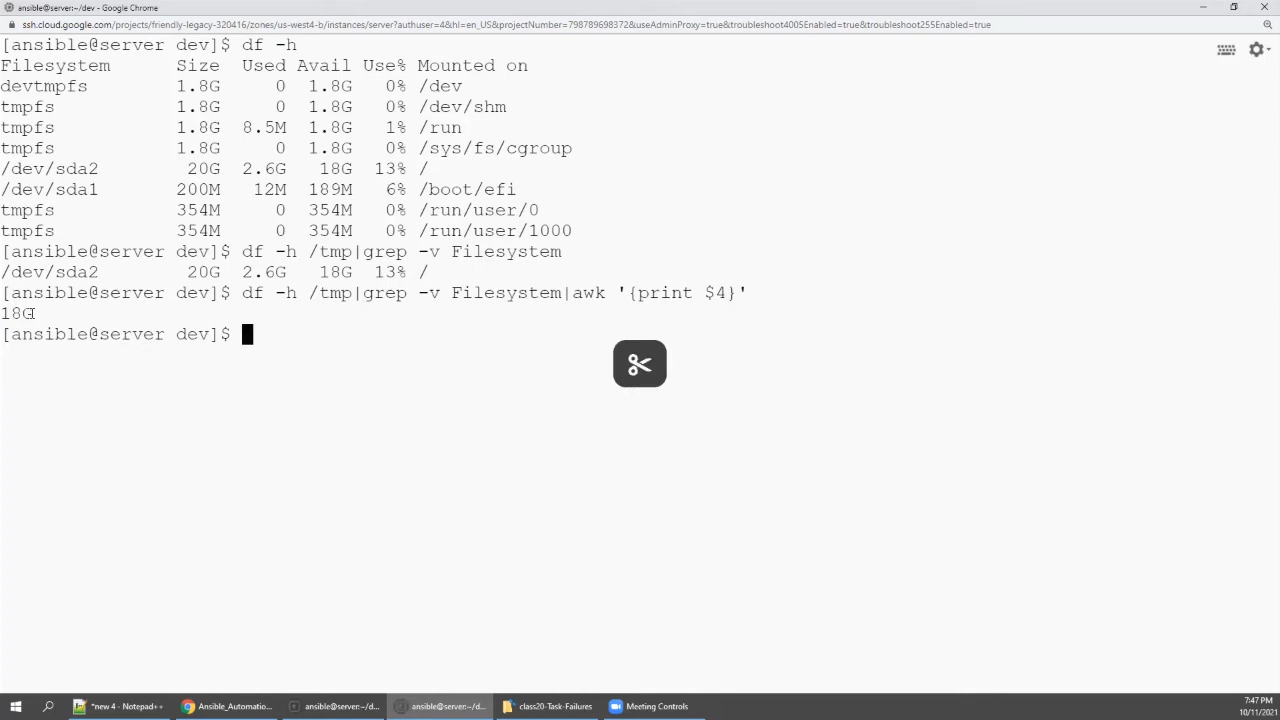 ansible@server:~/dev - Google Chrome
ssh.cloud.google.com/projects/friendly-legacy-320416/zones/us-west4-b/instances/server?authuser=4&hl=en_US&projectNumber=798789698372&useAdminProxy=true&troubleshoot4005Enabled=true&troubleshoot255Enabled=true
[ansible@server dev]$ df -h
Filesystem      Size  Used Avail Use% Mounted on
devtmpfs        1.8G     0  1.8G   0% /dev
tmpfs           1.8G     0  1.8G   0% /dev/shm
tmpfs           1.8G  8.5M  1.8G   1% /run
tmpfs           1.8G     0  1.8G   0% /sys/fs/cgroup
/dev/sda2        20G  2.6G   18G  13% /
/dev/sda1       200M   12M  189M   6% /boot/efi
tmpfs           354M     0  354M   0% /run/user/0
tmpfs           354M     0  354M   0% /run/user/1000
[ansible@server dev]$ df -h /tmp|grep -v Filesystem
/dev/sda2        20G  2.6G   18G  13% /
[ansible@server dev]$ df -h /tmp|grep -v Filesystem|awk '{print $4}'
18G
[ansible@server dev]$
*new 4 - Notepad++
Ansible_Automatio...
ansible@server:~/d...
ansible@server:~/d...
class20-Task-Failures
Meeting Controls
7:47 PM
10/11/2021